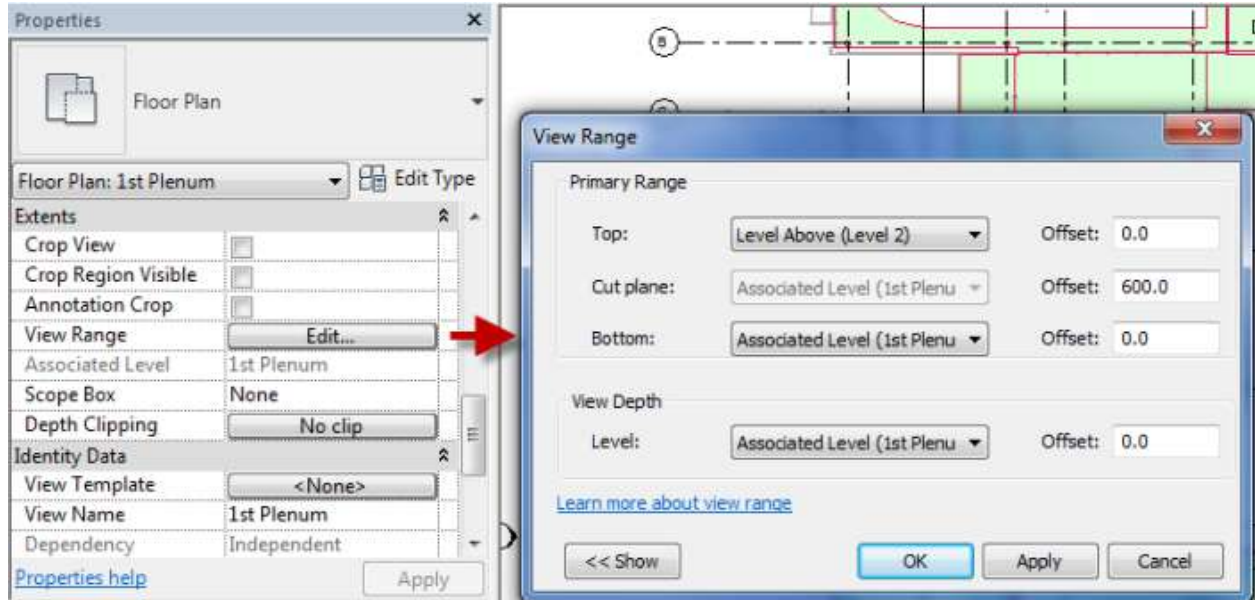 Properties
Floor Plan
Floor Plan: 1st Plenum
Edit Type
Extents
Crop View
Crop Region Visible
Annotation Crop
View Range Edit...
Associated Level 1st Plenum
Scope Box None
Depth Clipping No clip
Identity Data
View Template <None>
View Name 1st Plenum
Dependency Independent
Properties help Apply
B
View Range
Primary Range
Top: Level Above (Level 2) Offset: 0.0
Cut plane: Associated Level (1st Plenu Offset: 600.0
Bottom: Associated Level (1st Plenu Offset: 0.0
View Depth
Level: Associated Level (1st Plenu Offset: 0.0
Learn more about view range
<< Show OK Apply Cancel